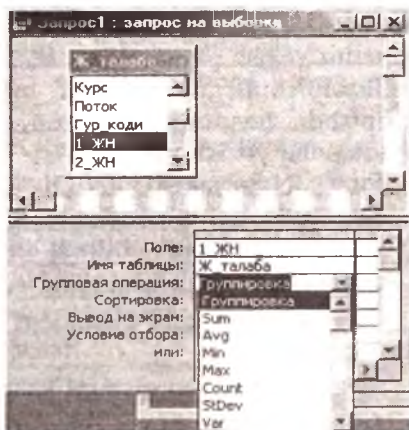 Запрос1 : запрос на выборку
Ж_талаба
Курс
Поток
Гур_коди
1_ЖН
2_ЖН
Поле: 1_ЖН
Имя таблицы: Ж_талаба
Групповая операция: Группировка
Сортировка: Группировка
Вывод на экран: Sum
Условие отбора: Avg
или: Min
Max
Count
StDev
Var